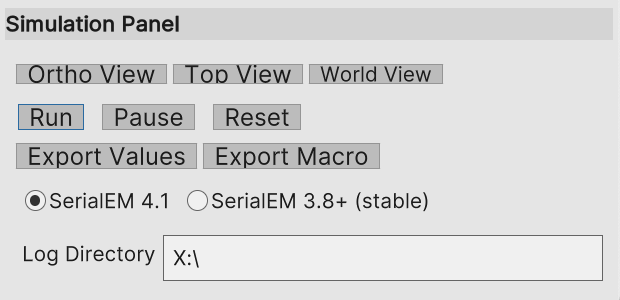 Simulation Panel
Ortho View Top View World View
Run Pause Reset
Export Values Export Macro
SerialEM 4.1 SerialEM 3.8+ (stable)
Log Directory X:\